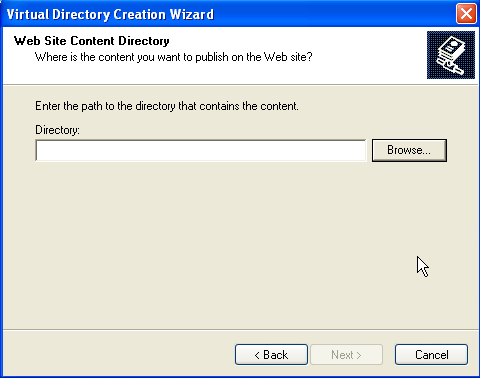 Virtual Directory Creation Wizard
Web Site Content Directory
Where is the content you want to publish on the Web site?
Enter the path to the directory that contains the content.
Directory:
Browse...
< Back
Next >
Cancel